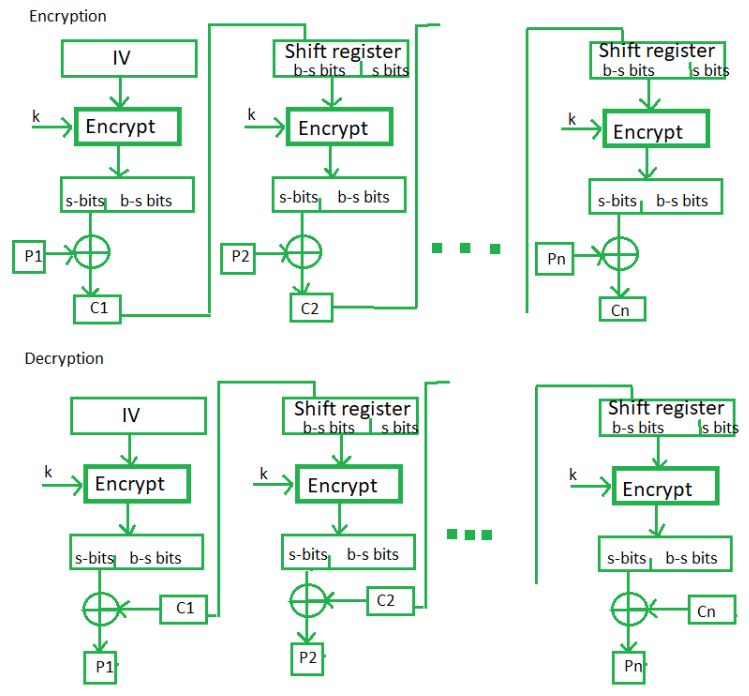 Encryption
IV
Shift register
b-s bits s bits
Shift register
b-s bits s bits
k
Encrypt
k
Encrypt
k
Encrypt
s-bits b-s bits
s-bits b-s bits
s-bits b-s bits
P1
P2
Pn
C1
C2
Cn
Decryption
IV
Shift register
b-s bits s bits
Shift register
b-s bits s bits
k
Encrypt
k
Encrypt
k
Encrypt
s-bits b-s bits
s-bits b-s bits
s-bits b-s bits
C1
C2
Cn
P1
P2
Pn